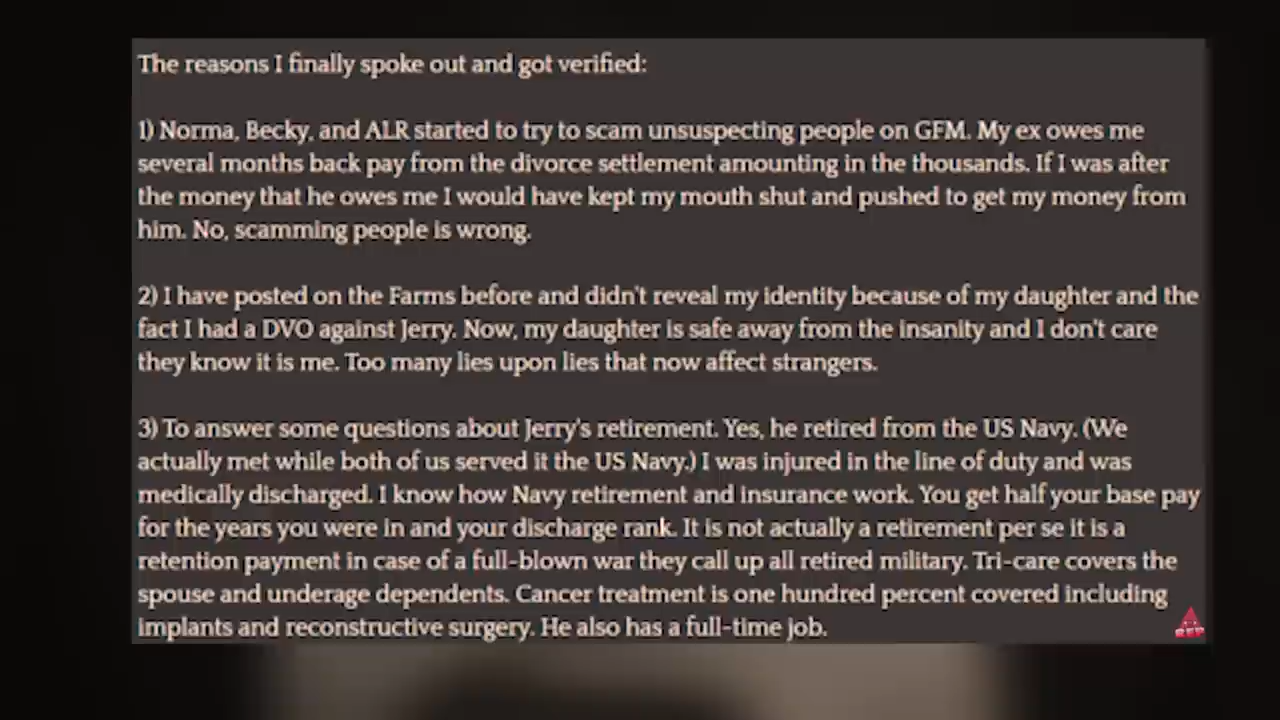 The reasons I finally spoke out and got verified:
1) Norma, Becky, and ALR started to try to scam unsuspecting people on GFM. My ex owes me
several months back pay from the divorce settlement amounting in the thousands. If I was after
the money that he owes me I would have kept my mouth shut and pushed to get my money from
him. No, scamming people is wrong.
2) I have posted on the Farms before and didn't reveal my identity because of my daughter and the
fact I had a DVO against Jerry. Now, my daughter is safe away from the insanity and I don't care
they know it is me. Too many lies upon lies that now affect strangers.
3) To answer some questions about Jerry's retirement. Yes, he retired from the US Navy. (We
actually met while both of us served it the US Navy.) I was injured in the line of duty and was
medically discharged. I know how Navy retirement and insurance work. You get half your base pay
for the years you were in and your discharge rank. It is not actually a retirement per se it is a
retention payment in case of a full-blown war they call up all retired military. Tri-care covers the
spouse and underage dependents. Cancer treatment is one hundred percent covered including
implants and reconstructive surgery. He also has a full-time job.